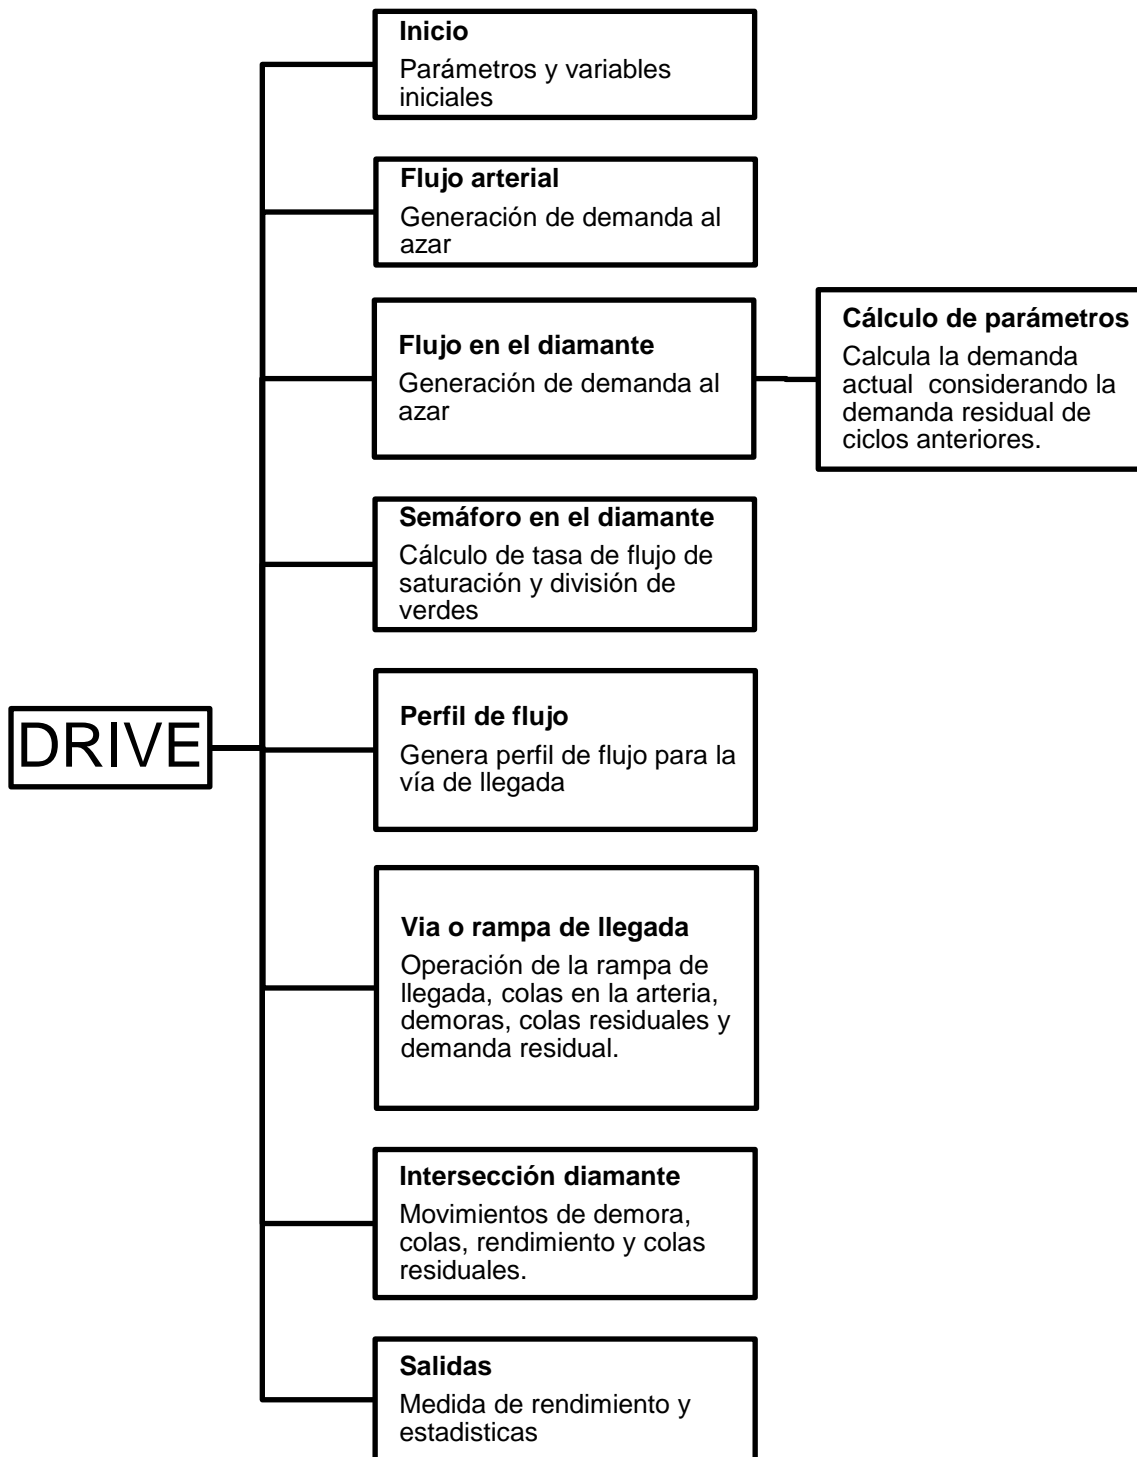 Inicio
Parámetros y variables
iniciales
Flujo arterial
Generación de demanda al
azar
Flujo en el diamante
Generación de demanda al
azar
Cálculo de parámetros
Calcula la demanda
actual  considerando la
demanda residual de
ciclos anteriores.
Semáforo en el diamante
Cálculo de tasa de flujo de
saturación y división de
verdes
DRIVE
Perfil de flujo
Genera perfil de flujo para la
vía de llegada
Via o rampa de llegada
Operación de la rampa de
llegada, colas en la arteria,
demoras, colas residuales y
demanda residual.
Intersección diamante
Movimientos de demora,
colas, rendimiento y colas
residuales.
Salidas
Medida de rendimiento y
estadisticas